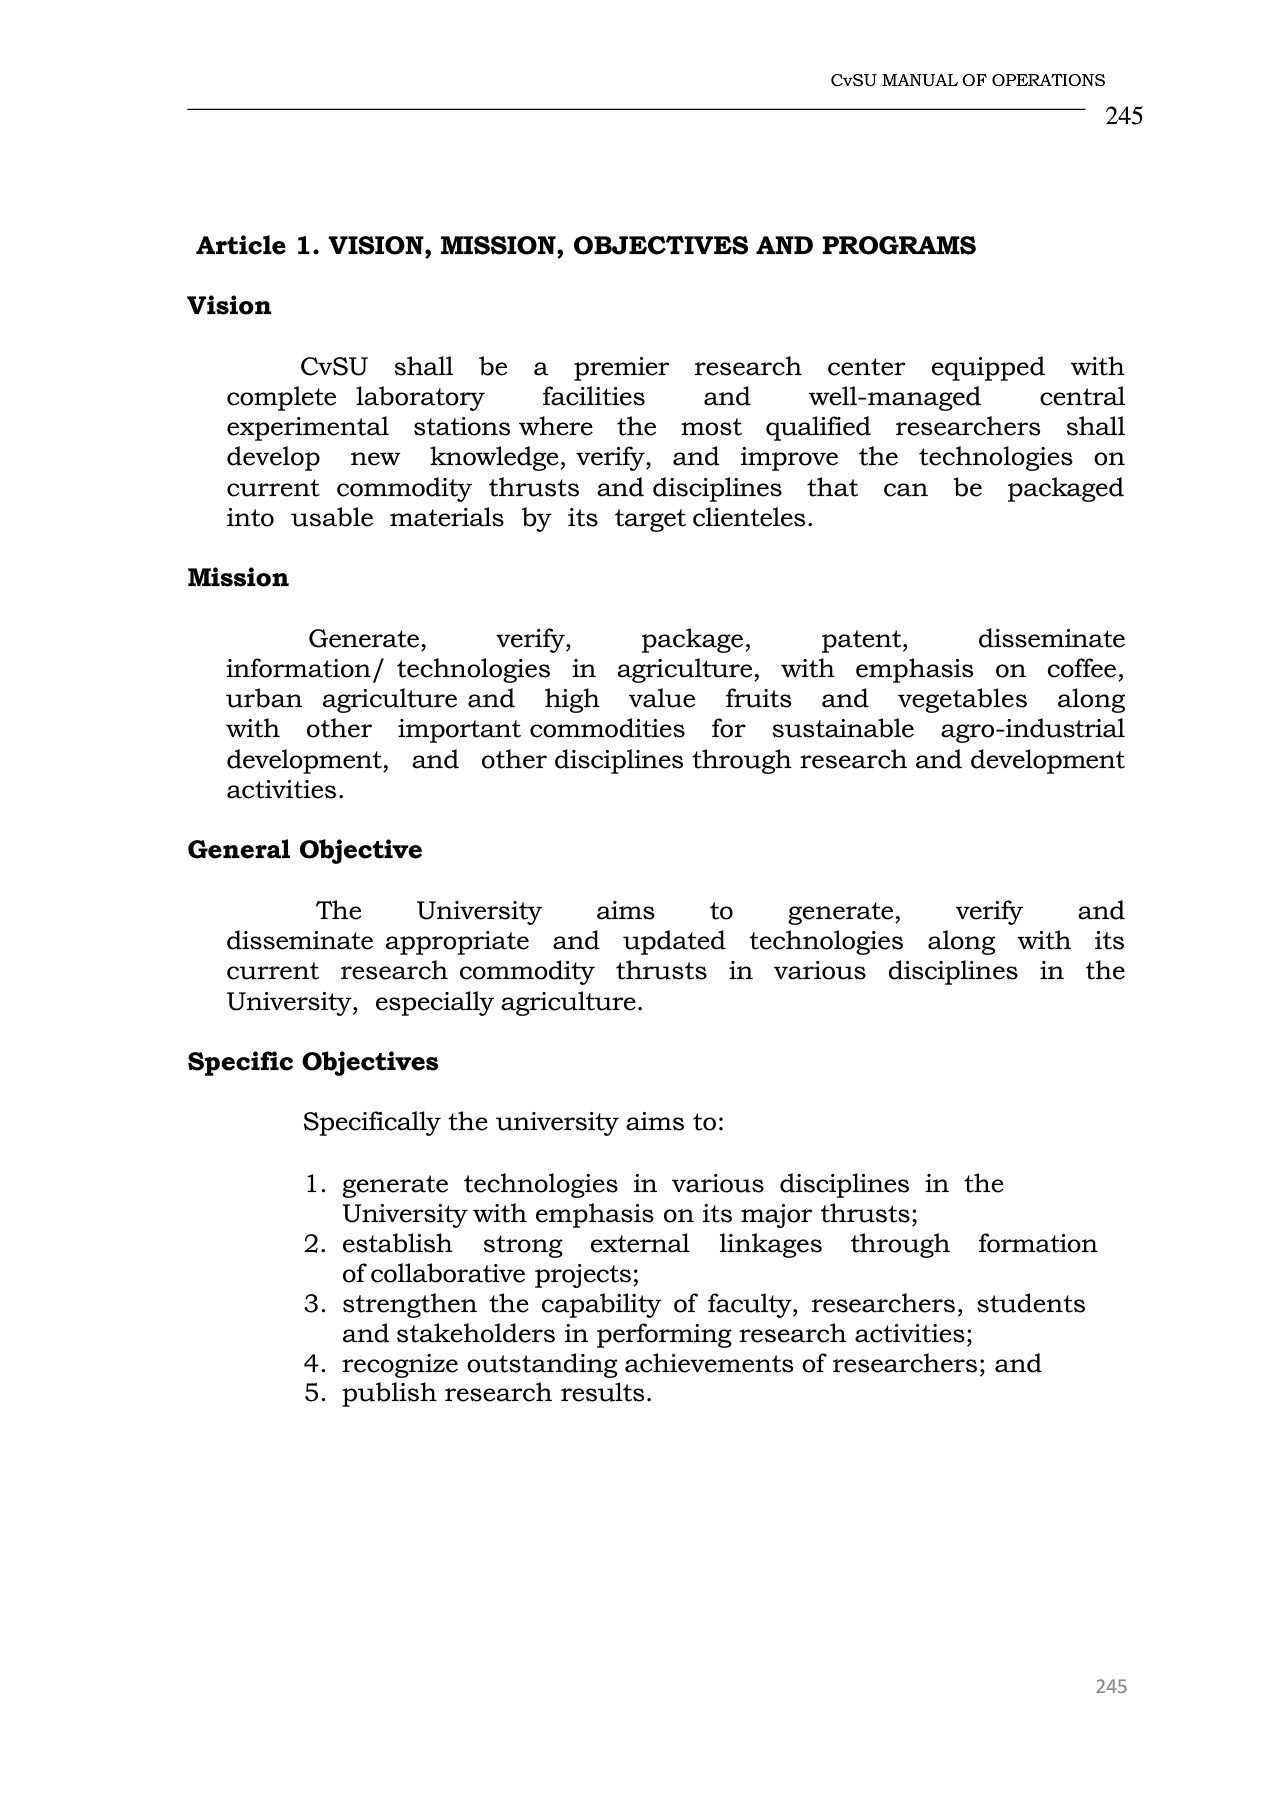 CvSU MANUAL OF OPERATIONS
245
Article 1. VISION, MISSION, OBJECTIVES AND PROGRAMS
Vision
CvSU shall be a premier research center equipped with
complete laboratory facilities and well-managed central
experimental stations where the most qualified researchers shall
develop new knowledge, verify, and improve the technologies on
current commodity thrusts and disciplines that can be packaged
into usable materials by its target clienteles.
Mission
Generate, verify, package, patent, disseminate
information/ technologies in agriculture, with emphasis on coffee,
urban agriculture and high value fruits and vegetables along
with other important commodities for sustainable agro-industrial
development, and other disciplines through research and development
activities.
General Objective
The University aims to generate, verify and
disseminate appropriate and updated technologies along with its
current research commodity thrusts in various disciplines in the
University, especially agriculture.
Specific Objectives
Specifically the university aims to:
1. generate technologies in various disciplines in the
University with emphasis on its major thrusts;
2. establish strong external linkages through formation
of collaborative projects;
3. strengthen the capability of faculty, researchers, students
and stakeholders in performing research activities;
4. recognize outstanding achievements of researchers; and
5. publish research results.
245